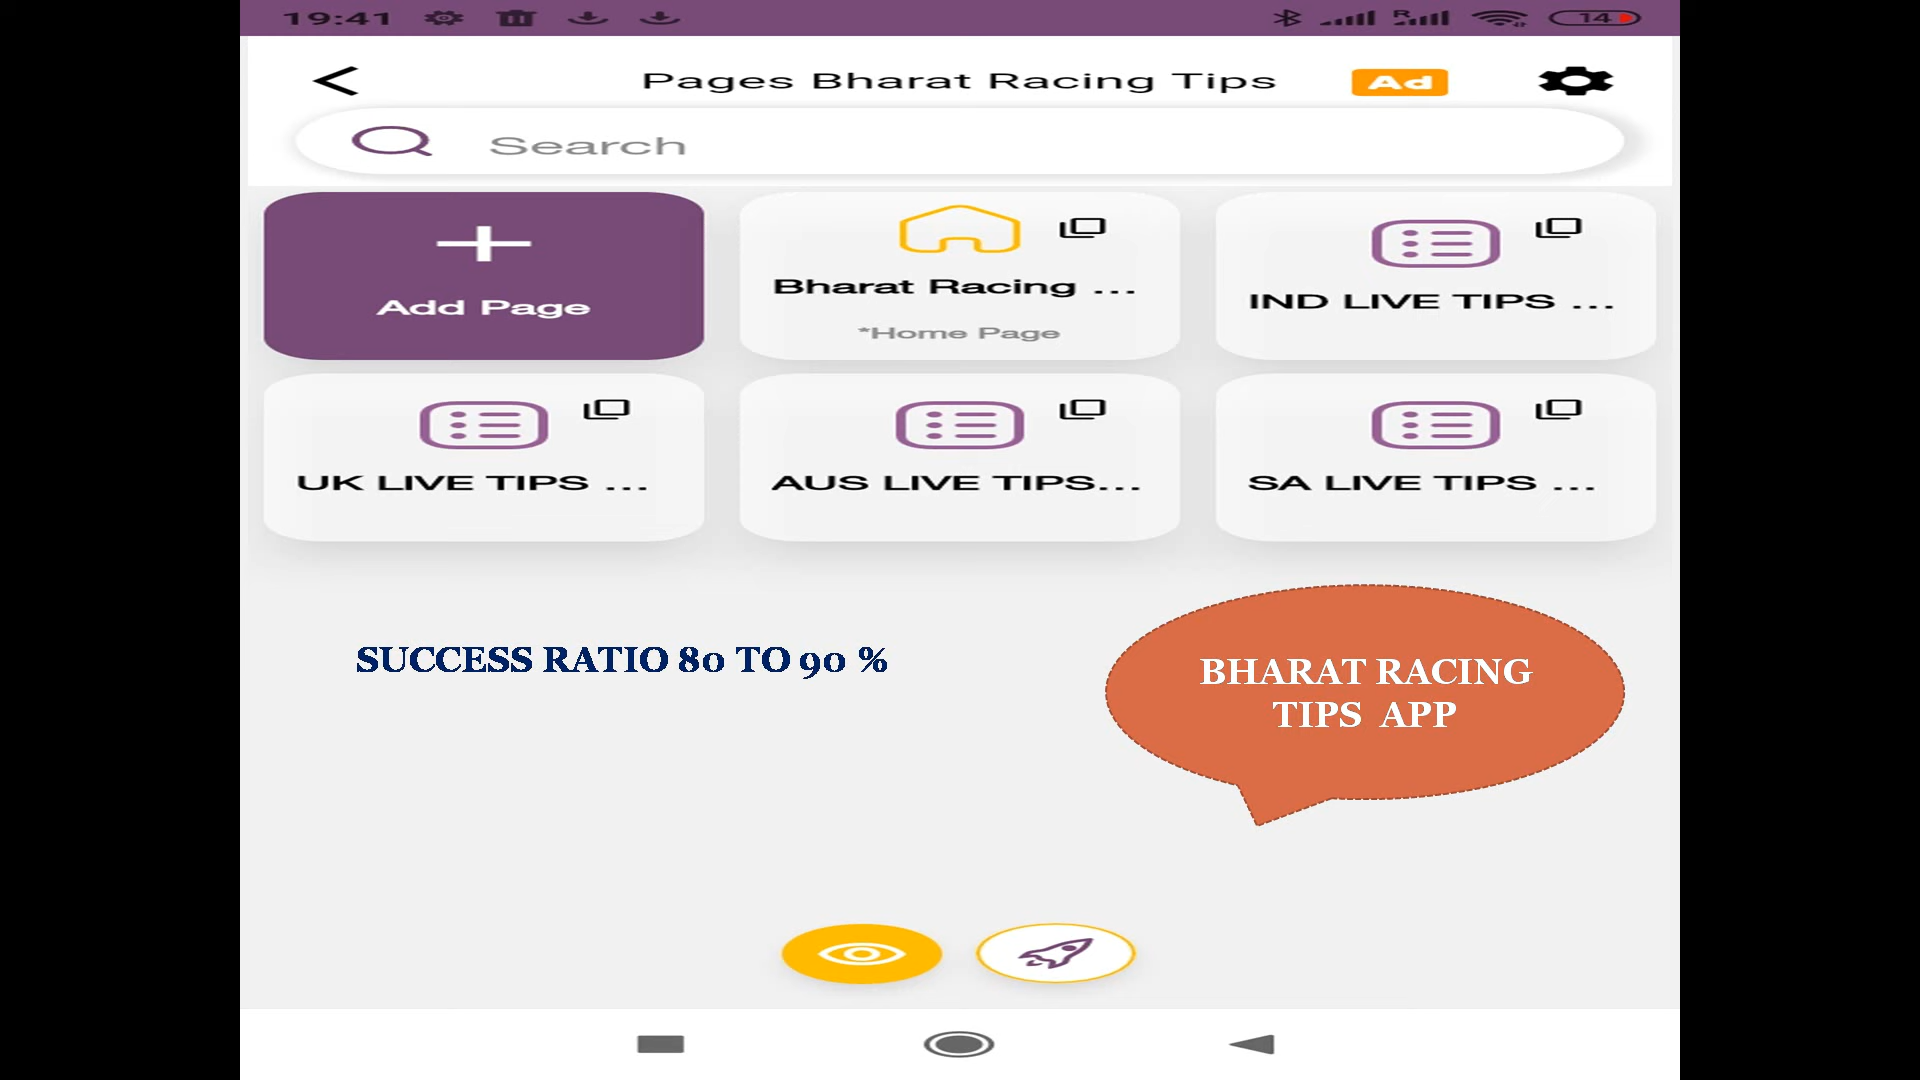 19:41
R
14
Pages Bharat Racing Tips
Ad
Search
Add Page
Bharat Racing ...
*Home Page
IND LIVE TIPS ...
UK LIVE TIPS ...
AUS LIVE TIPS...
SA LIVE TIPS ...
SUCCESS RATIO 80 TO 90 %
BHARAT RACING
TIPS APP